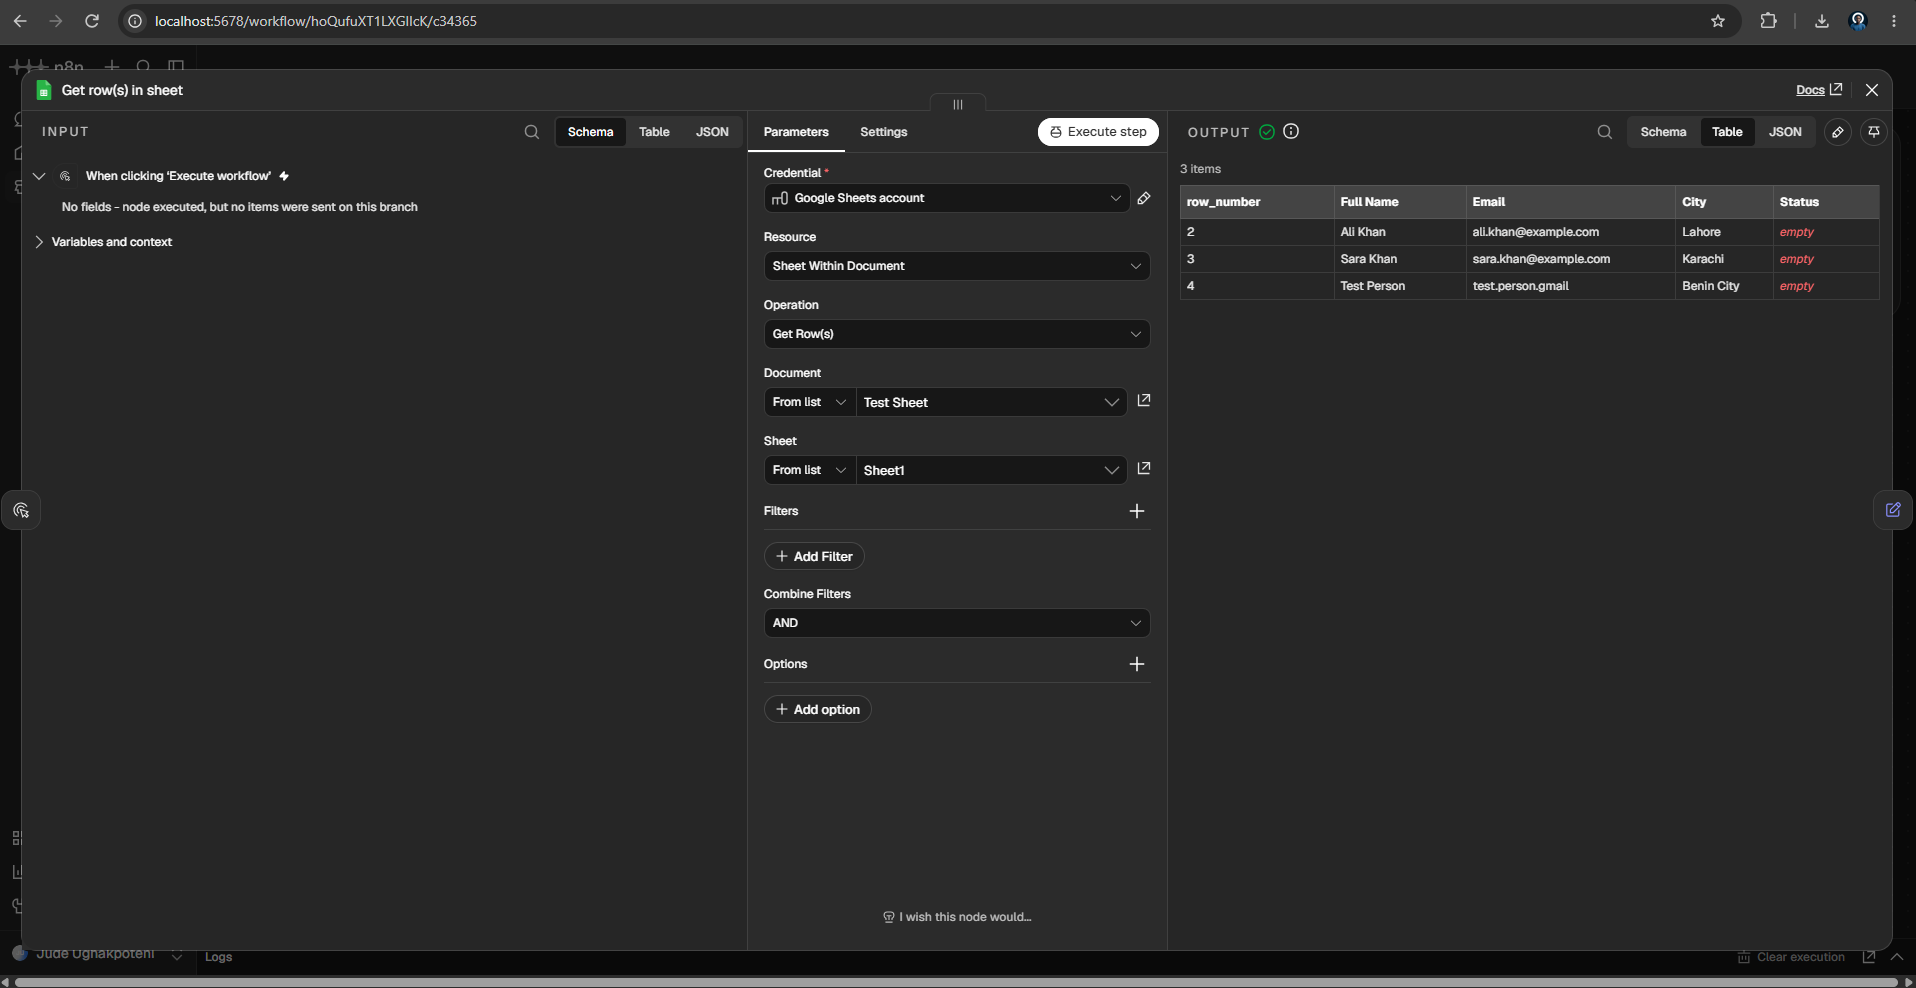 localhost:5678/workflow/hoQufuXT1LXGIlcK/c34365
n8n
Get row(s) in sheet
Docs
INPUT
Schema
Table
JSON
When clicking 'Execute workflow'
No fields - node executed, but no items were sent on this branch
Variables and context
Parameters
Settings
Execute step
Credential *
Google Sheets account
Resource
Sheet Within Document
Operation
Get Row(s)
Document
From list
Test Sheet
Sheet
From list
Sheet1
Filters
Add Filter
Combine Filters
AND
Options
Add option
I wish this node would...
OUTPUT
Schema
Table
JSON
3 items
row_number Full Name Email City Status
2 Ali Khan ali.khan@example.com Lahore empty
3 Sara Khan sara.khan@example.com Karachi empty
4 Test Person test.person.gmail Benin City empty
Jude
Logs
Clear execution